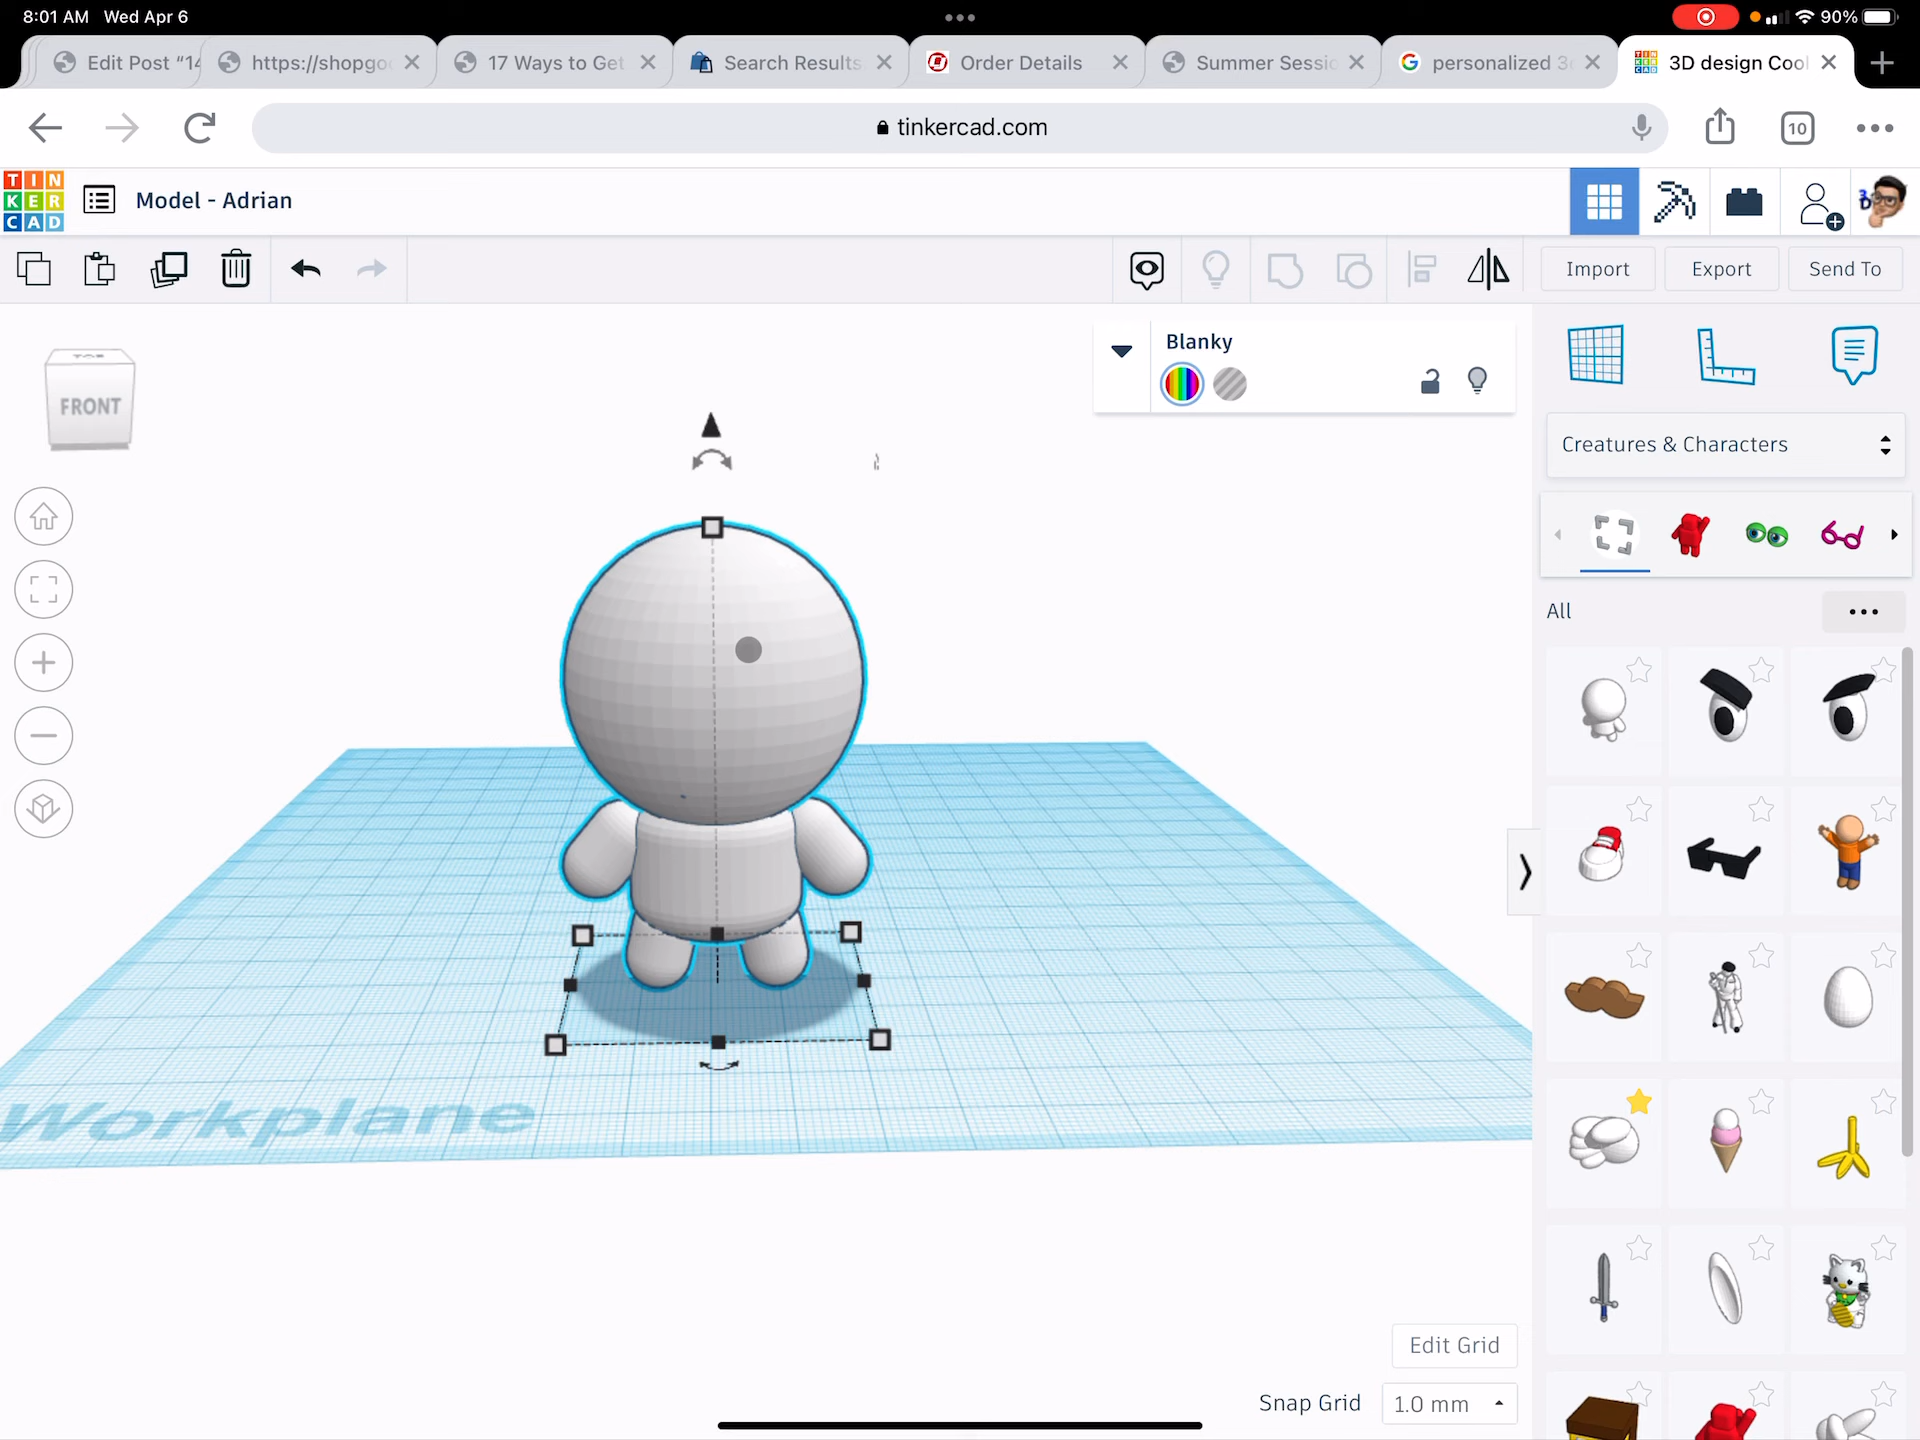 8:01 AM Wed Apr 6
90%
Edit Post “14
https://shopgo
17 Ways to Get
Search Results
Order Details
Summer Sessio
personalized 3
3D design Cool
tinkercad.com
10
TIN
KER
CAD
Model - Adrian
Import
Export
Send To
Blanky
FRONT
Creatures & Characters
All
Workplane
Edit Grid
Snap Grid
1.0 mm